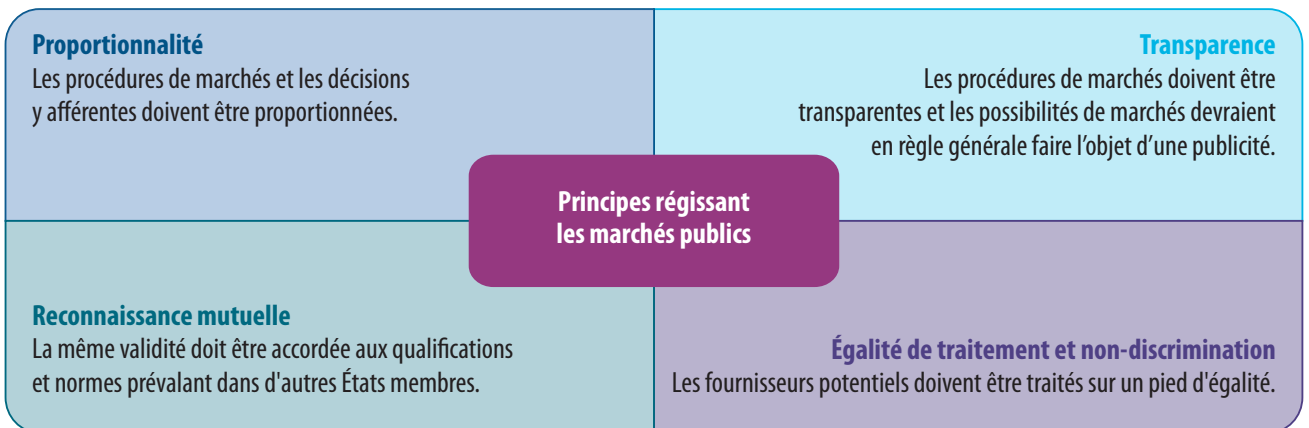 Proportionnalité
Les procédures de marchés et les décisions
y afférentes doivent être proportionnées.
Transparence
Les procédures de marchés doivent être
transparentes et les possibilités de marchés devraient
en règle générale faire l’objet d’une publicité.
Principes régissant
les marchés publics
Reconnaissance mutuelle
La même validité doit être accordée aux qualifications
et normes prévalant dans d'autres États membres.
Égalité de traitement et non-discrimination
Les fournisseurs potentiels doivent être traités sur un pied d'égalité.